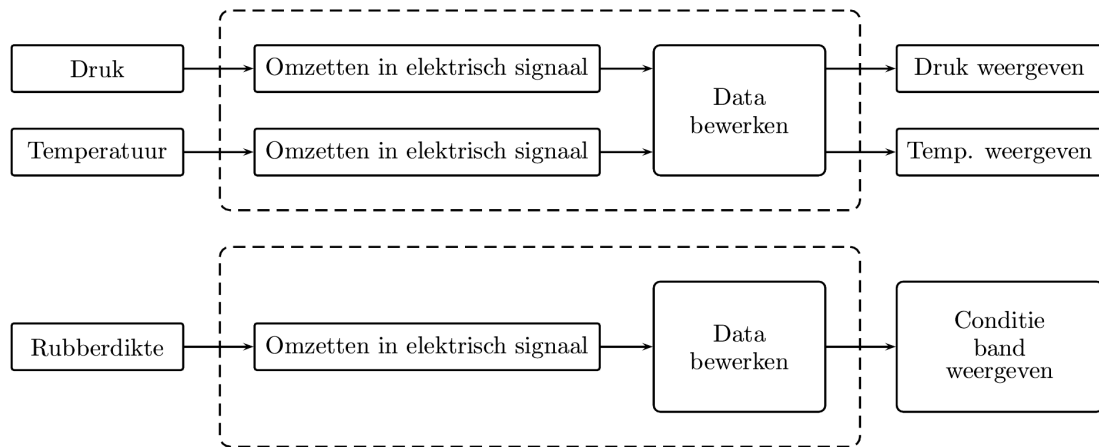 Druk
Omzetten in elektrisch signaal
Data
bewerken
Druk weergeven
Temperatuur
Omzetten in elektrisch signaal
Temp. weergeven
Rubberdikte
Omzetten in elektrisch signaal
Data
bewerken
Conditie
band
weergeven